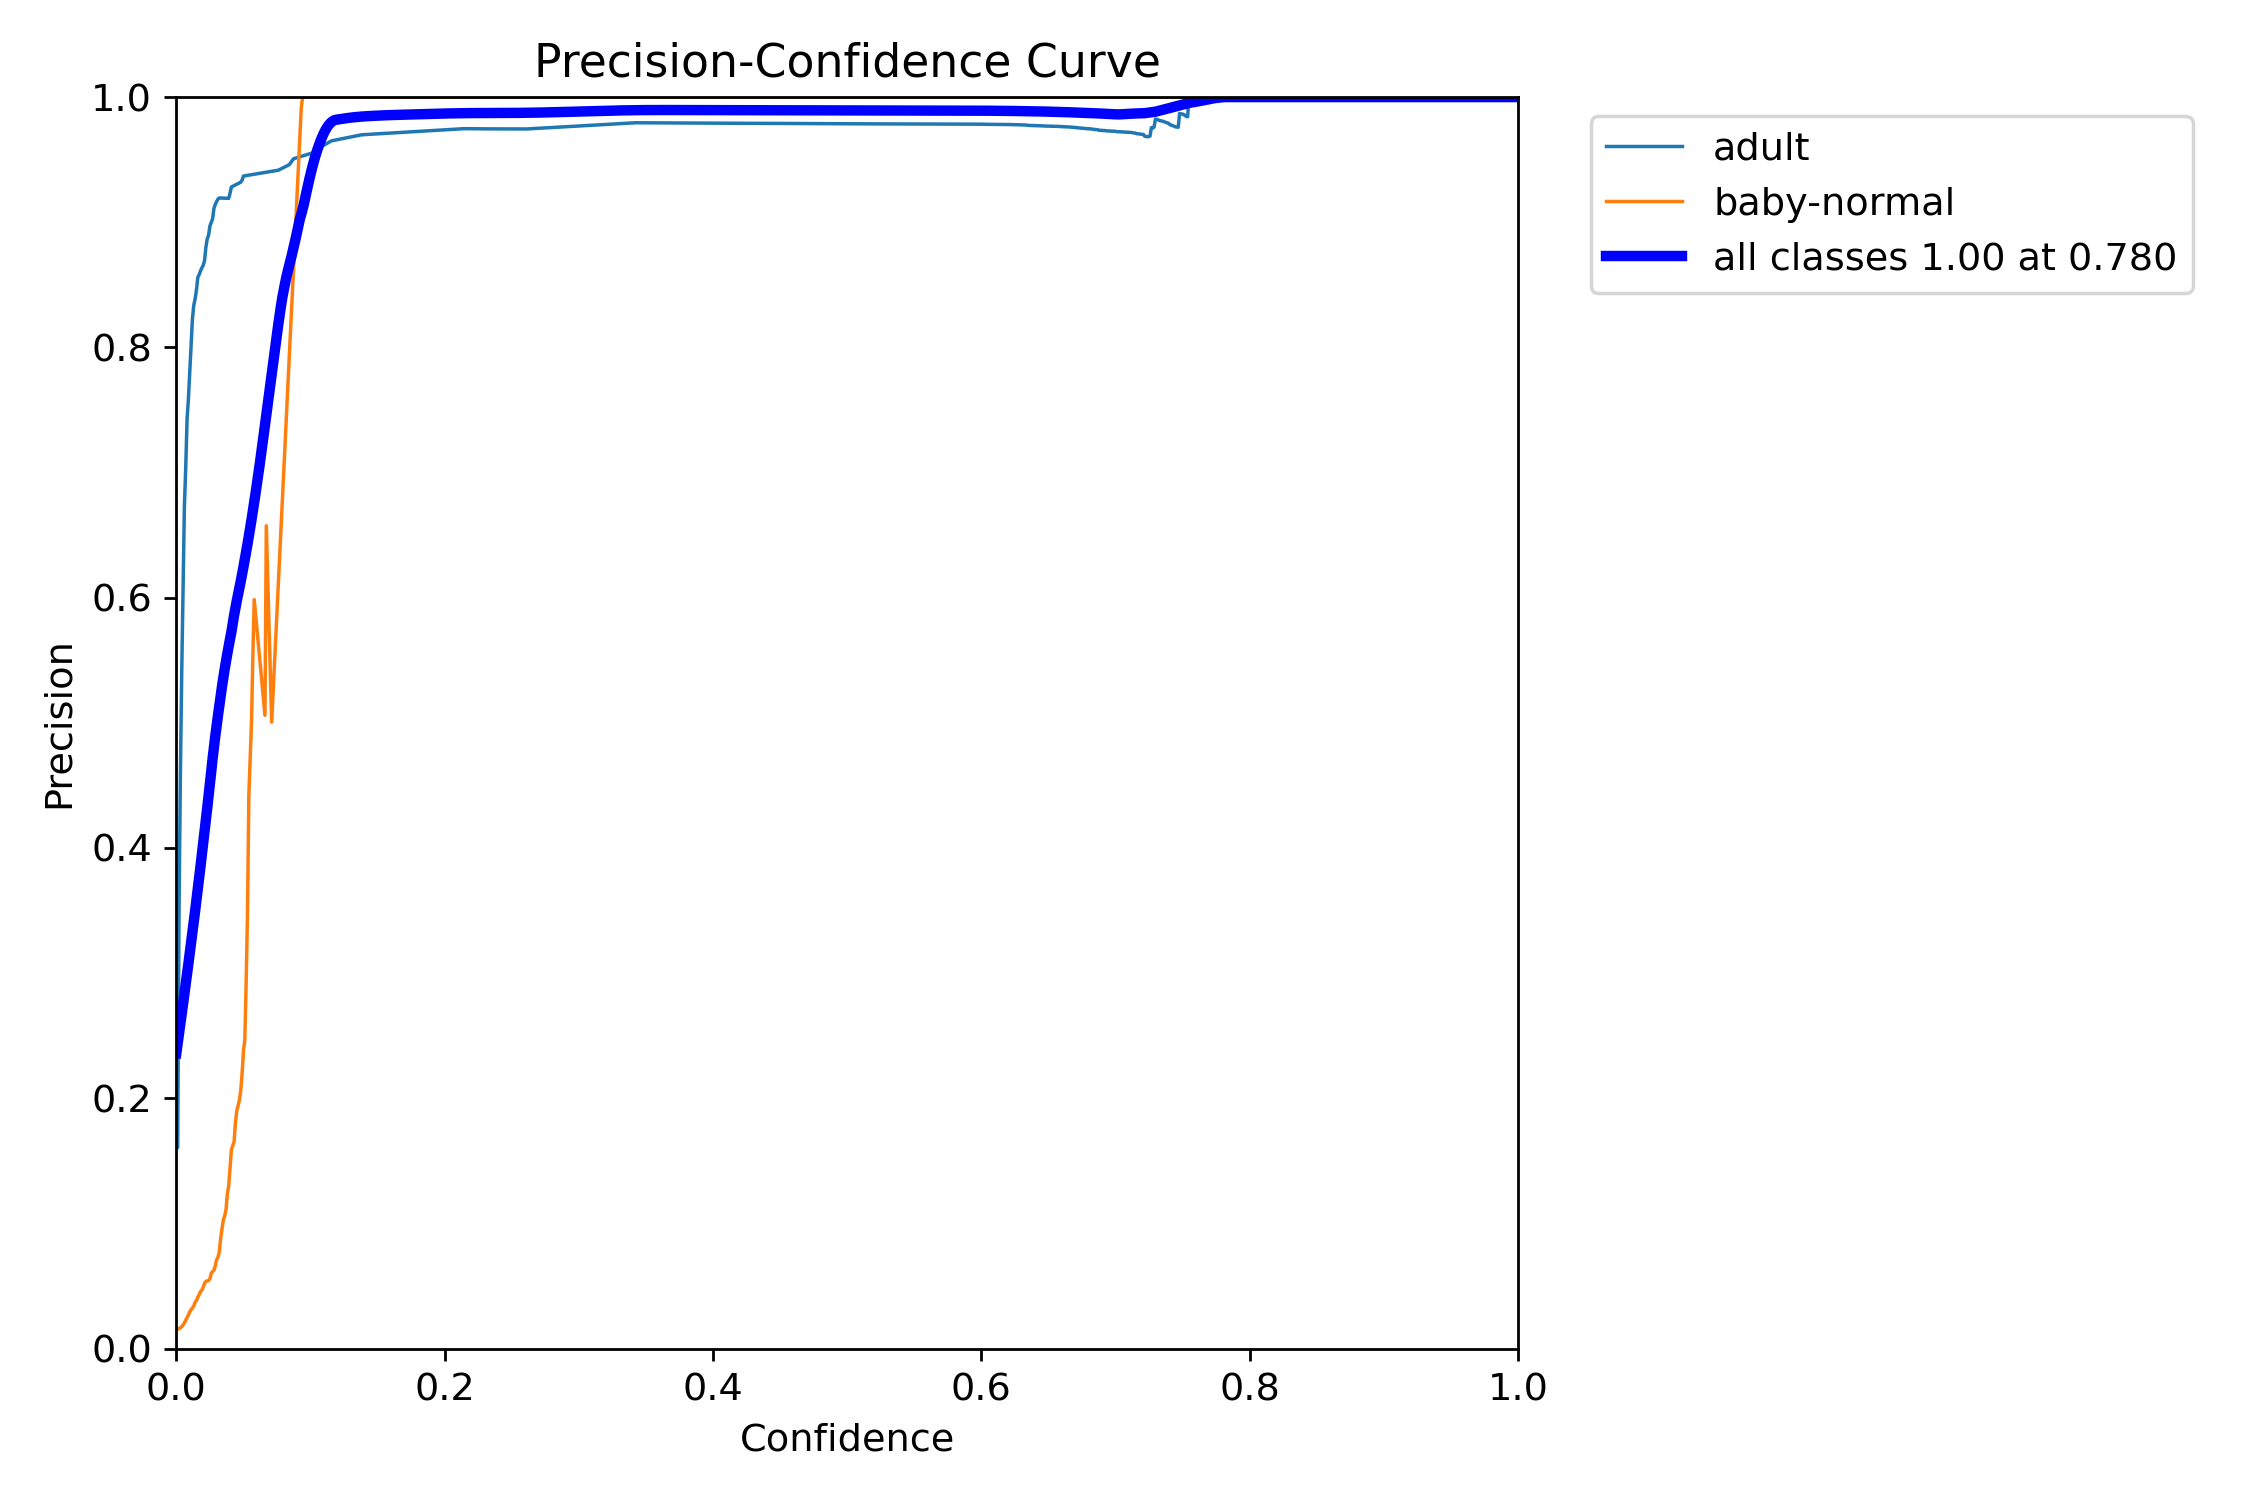 Precision-Confidence Curve
1.0
0.8
0.6
0.4
0.2
0.0
Precision
0.0 0.2 0.4 0.6 0.8 1.0
Confidence
adult
baby-normal
all classes 1.00 at 0.780